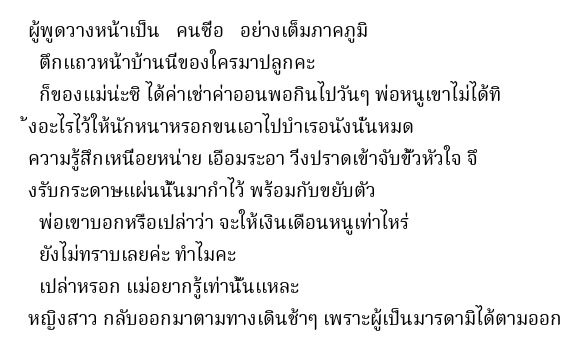 ผู้พูดวางหน้าเป็น คนซื่อ อย่างเต็มภาคภูมิ
ตึกแถวหน้าบ้านนี่ของใครมาปลูกคะ
ก็ของแม่น่ะซิ ได้ค่าเช่าค่าออนพอกินไปวันๆ พ่อหนูเขาไม่ได้ทิ
้งอะไรไว้ให้นักหนาหรอกขนเอาไปบำเรอนังนั่นหมด
ความรู้สึกเหนื่อยหน่าย เอือมระอา วิ่งปราดเข้าจับขั้วหัวใจ จึ
งรับกระดาษแผ่นนั้นมากำไว้ พร้อมกับขยับตัว
พ่อเขาบอกหรือเปล่าว่า จะให้เงินเดือนหนูเท่าไหร่
ยังไม่ทราบเลยค่ะ ทำไมคะ
เปล่าหรอก แม่อยากรู้เท่านั้นแหละ
หญิงสาว กลับออกมาตามทางเดินช้าๆ เพราะผู้เป็นมารดามิได้ตามออก